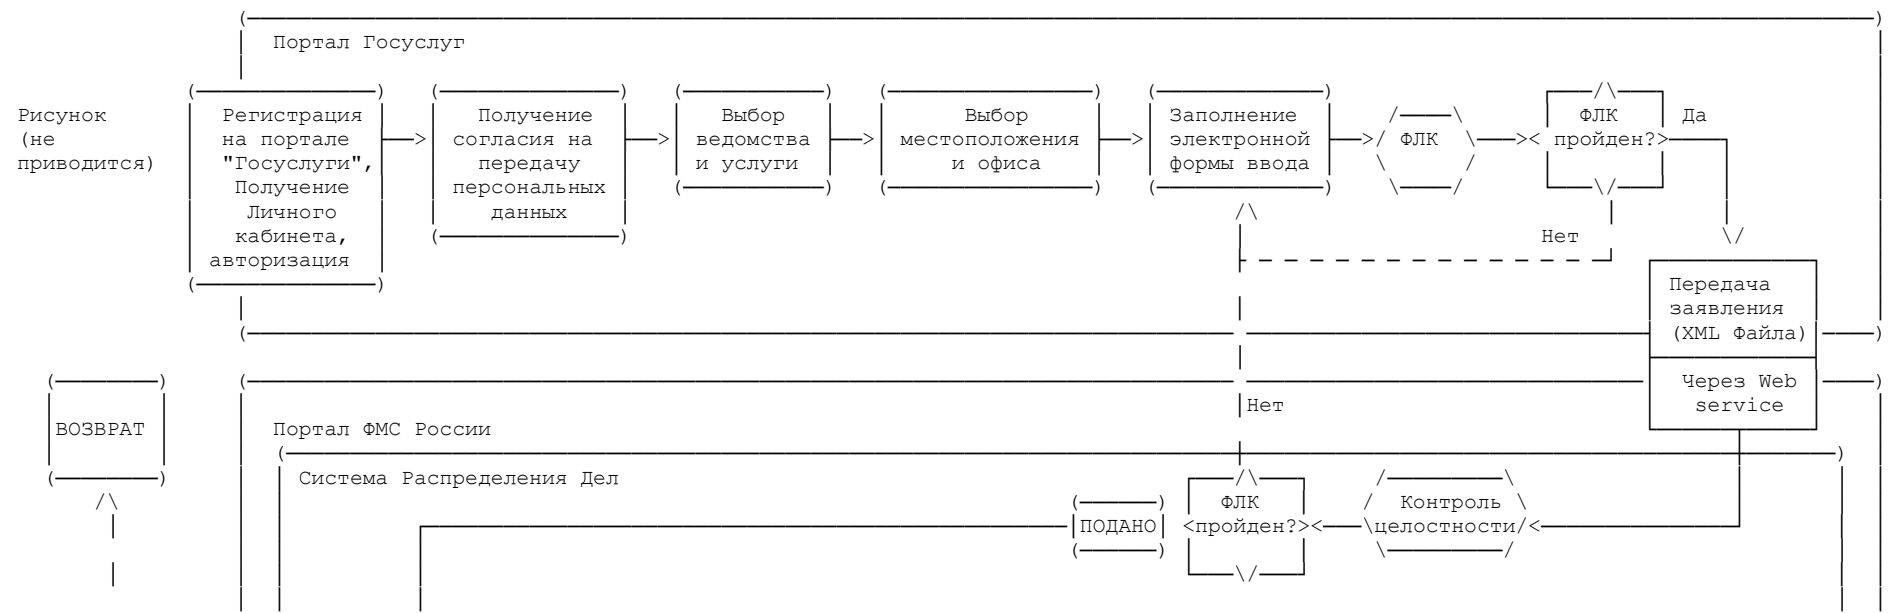 Портал Госуслуг
Рисунок
(не
приводится)
Регистрация
на портале
"Госуслуги",
Получение
Личного
кабинета,
авторизация
Получение
согласия на
передачу
персональных
данных
Выбор
ведомства
и услуги
Выбор
местоположения
и офиса
Заполнение
электронной
формы ввода
ФЛК
ФЛК
пройден?
Да
Нет
Передача
заявления
(XML Файла)
Через Web
service
Нет
ВОЗВРАТ
Портал ФМС России
Система Распределения Дел
ПОДАНО
ФЛК
пройден?
Контроль
целостности